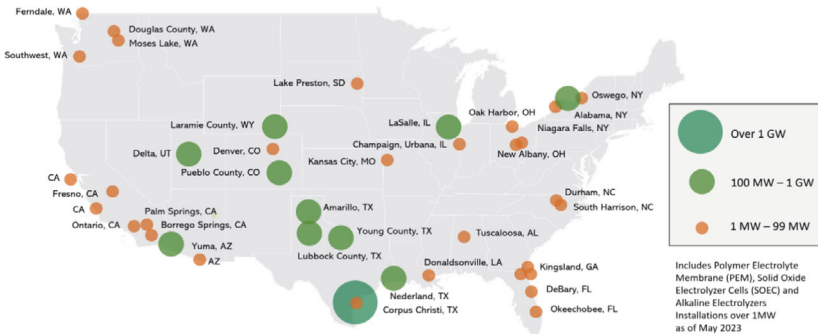 Ferndale, WA
Douglas County, WA
Moses Lake, WA
Southwest, WA
Lake Preston, SD
Oswego, NY
Alabama, NY
Niagara Falls, NY
Oak Harbor, OH
New Albany, OH
LaSalle, IL
Champaign, Urbana, IL
Laramie County, WY
Delta, UT
Denver, CO
Pueblo County, CO
Kansas City, MO
CA
Fresno, CA
CA
Ontario, CA
Palm Springs, CA
Borrego Springs, CA
Yuma, AZ
AZ
Amarillo, TX
Young County, TX
Lubbock County, TX
Durham, NC
South Harrison, NC
Tuscaloosa, AL
Donaldsonville, LA
Nederland, TX
Corpus Christi, TX
Kingsland, GA
DeBary, FL
Okeechobee, FL
Over 1 GW
100 MW – 1 GW
1 MW – 99 MW
Includes Polymer Electrolyte
Membrane (PEM), Solid Oxide
Electrolyzer Cells (SOEC) and
Alkaline Electrolyzers
Installations over 1MW
as of May 2023